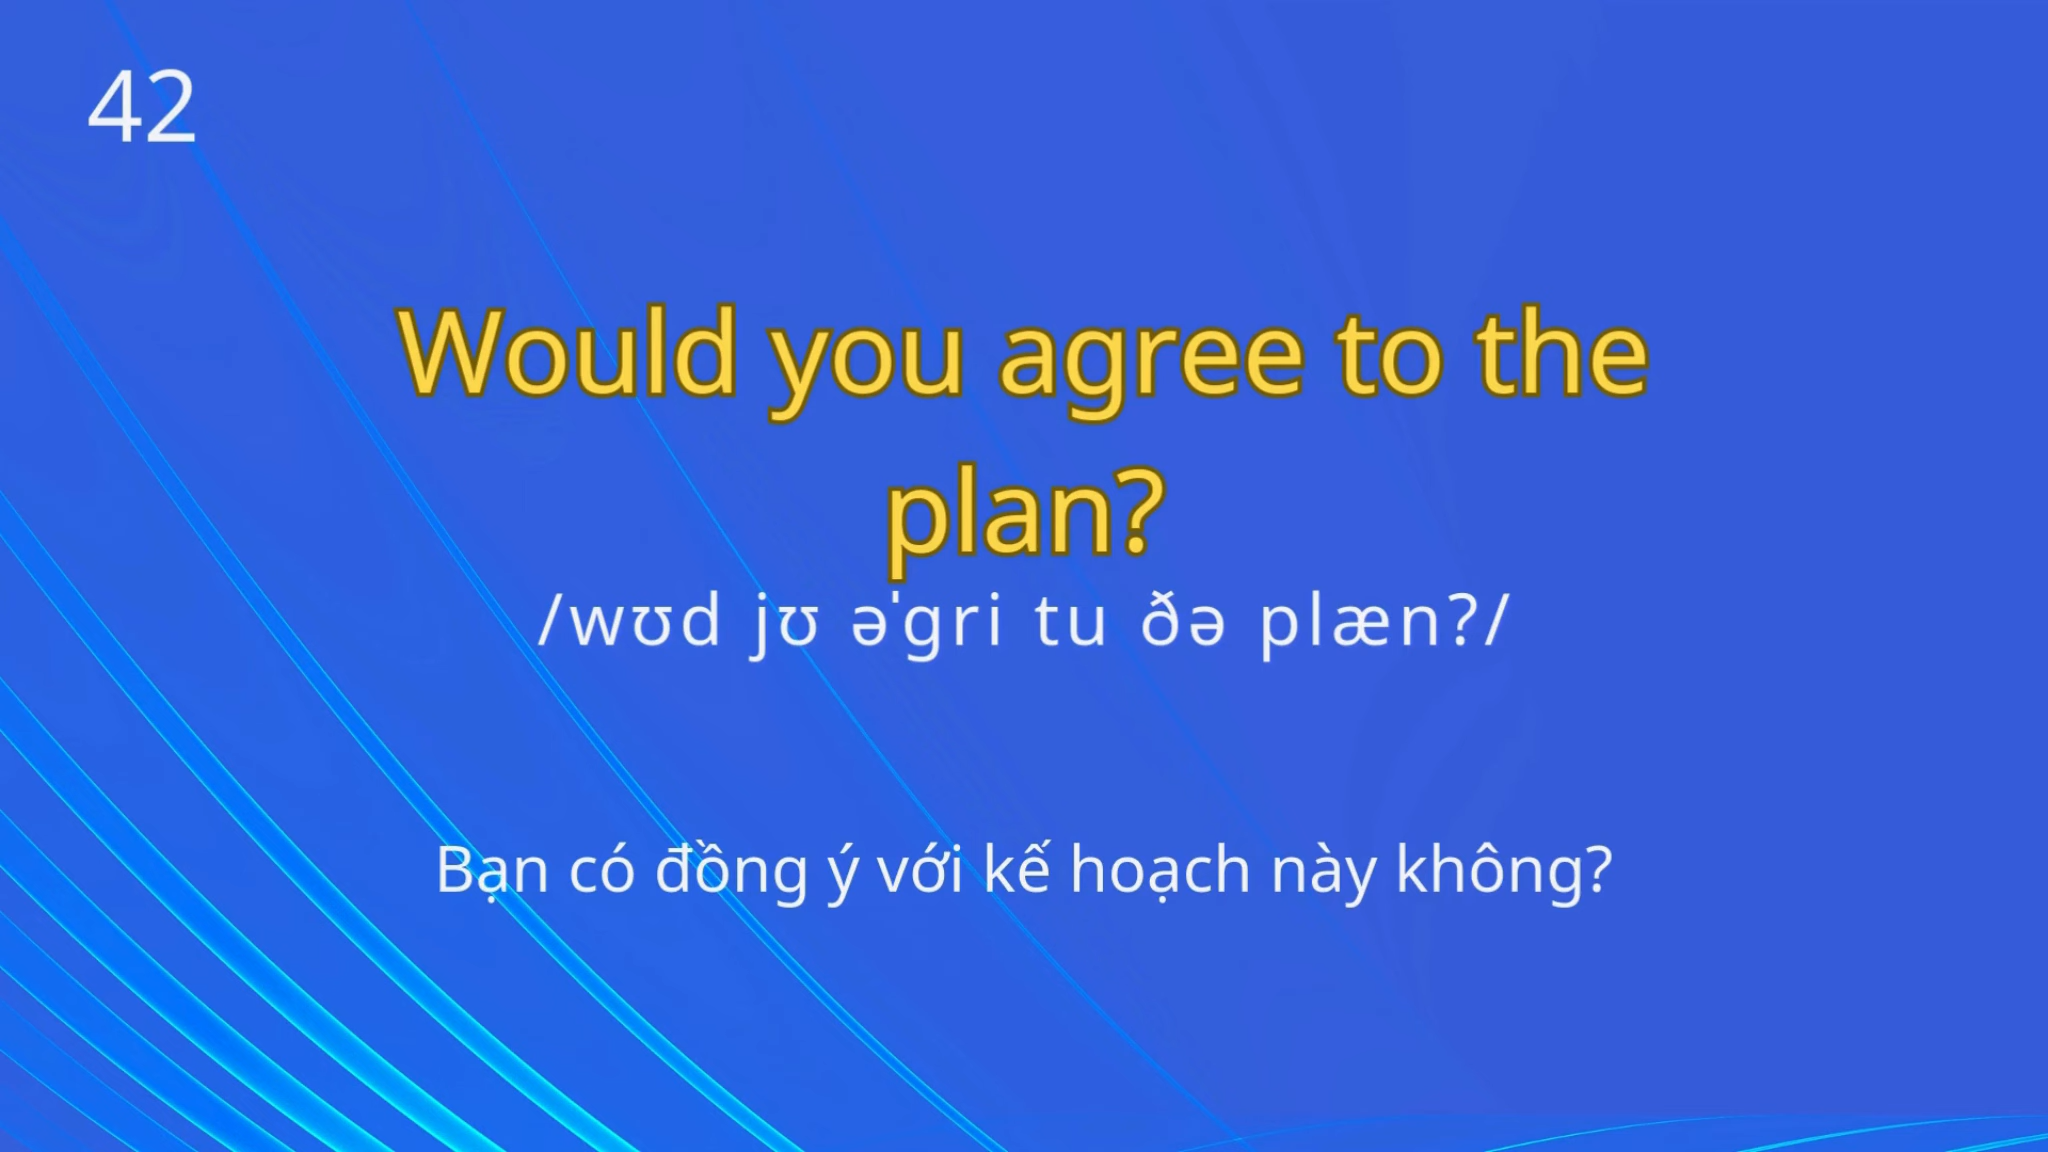 42
Would you agree to the
plan?
/wʊd jʊ əˈgri tu ðə plæn?/
Bạn có đồng ý với kế hoạch này không?